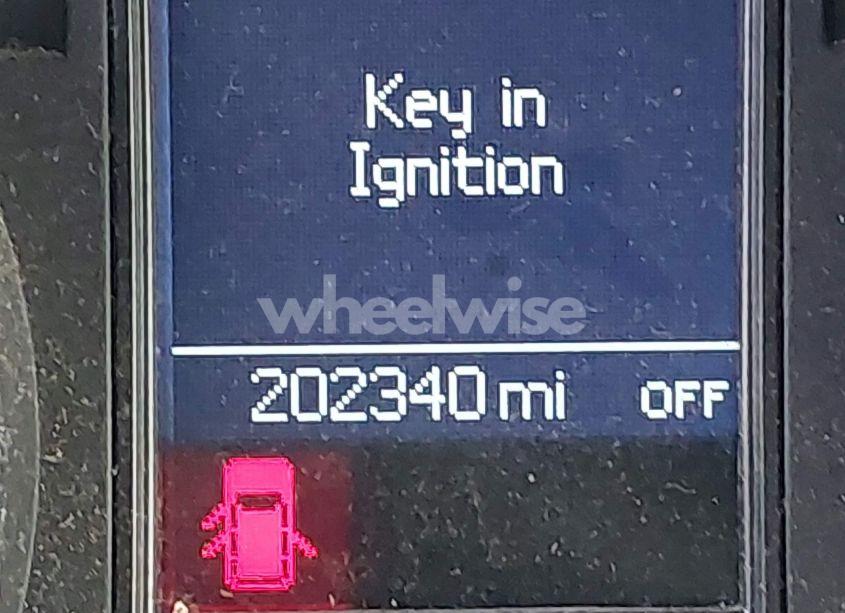 Key in
Ignition
wheelwise
202340 mi OFF